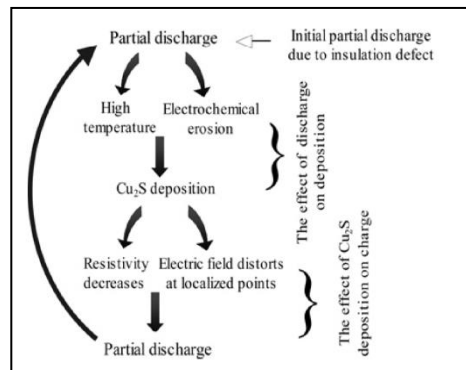 Partial discharge
Initial partial discharge
due to insulation defect
High
temperature
Electrochemical
erosion
The effect of discharge
on deposition
Cu₂S deposition
Resistivity
decreases
Electric field distorts
at localized points
The effect of Cu₂S
deposition on charge
Partial discharge